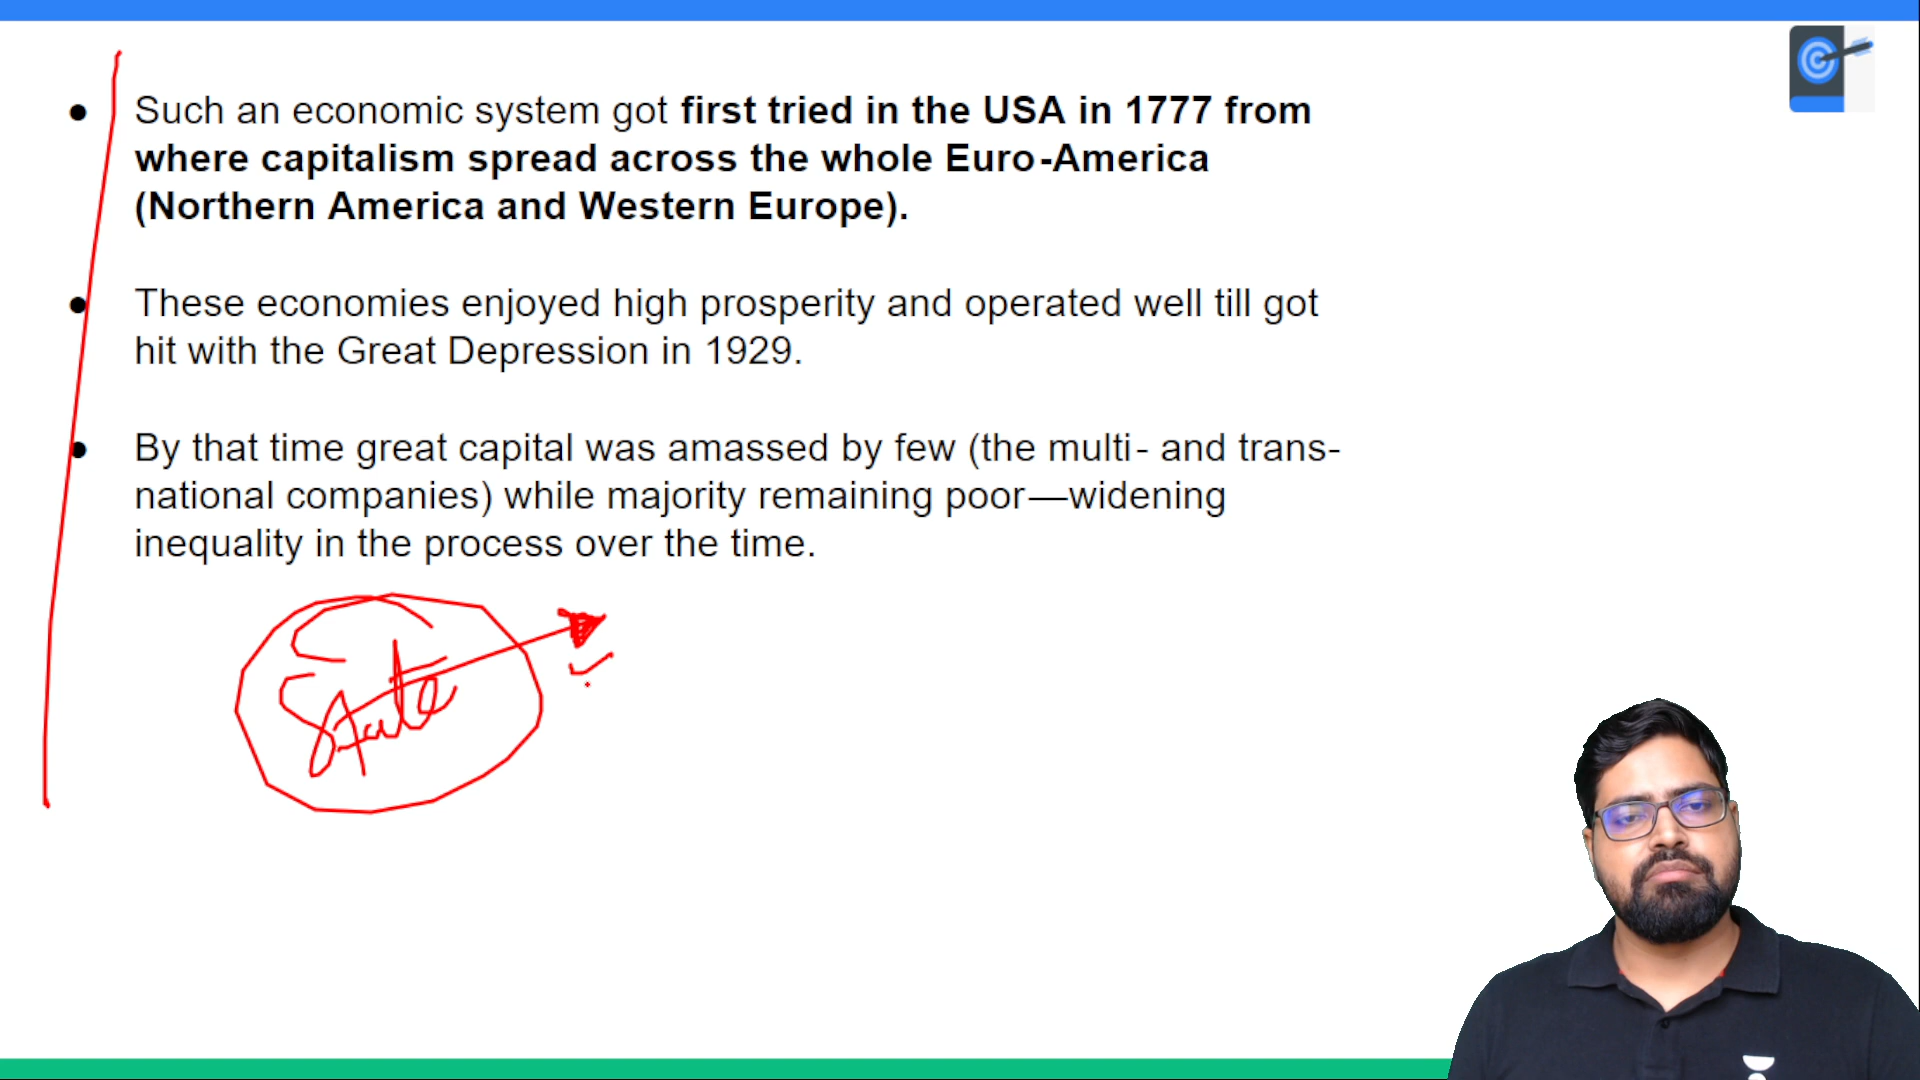 ● Such an economic system got first tried in the USA in 1777 from
where capitalism spread across the whole Euro-America
(Northern America and Western Europe).
● These economies enjoyed high prosperity and operated well till got
hit with the Great Depression in 1929.
● By that time great capital was amassed by few (the multi- and trans-
national companies) while majority remaining poor—widening
inequality in the process over the time.
State